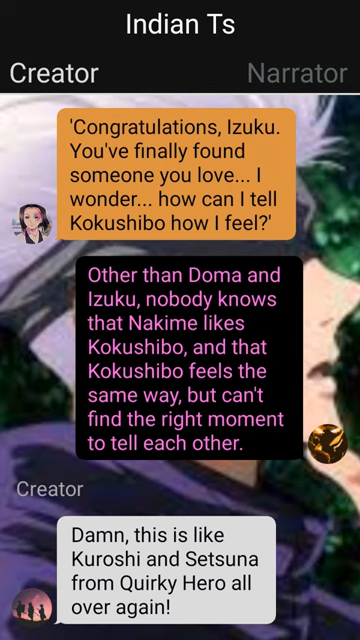 Indian Ts
Creator
Narrator
'Congratulations, Izuku.
You've finally found
someone you love... I
wonder... how can I tell
Kokushibo how I feel?'
Other than Doma and
Izuku, nobody knows
that Nakime likes
Kokushibo, and that
Kokushibo feels the
same way, but can't
find the right moment
to tell each other.
Creator
Damn, this is like
Kuroshi and Setsuna
from Quirky Hero all
over again!